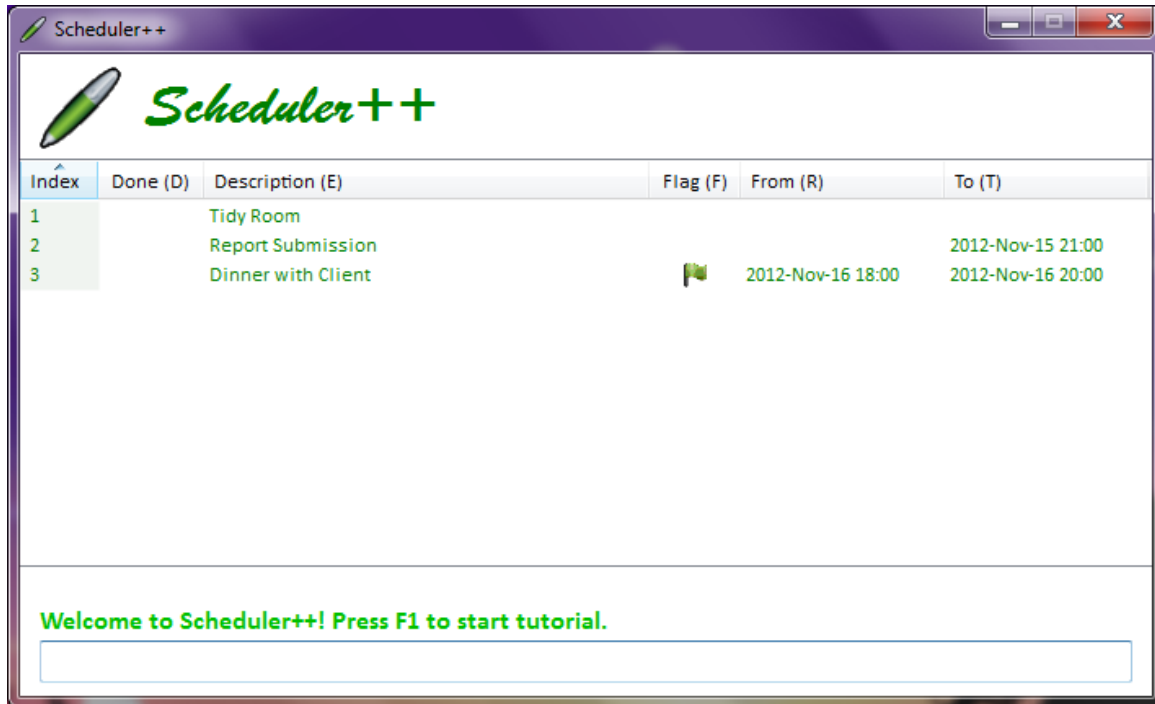 Scheduler++
Scheduler++
Index Done (D) Description (E) Flag (F) From (R) To (T)
1 Tidy Room
2 Report Submission 2012-Nov-15 21:00
3 Dinner with Client 2012-Nov-16 18:00 2012-Nov-16 20:00
Welcome to Scheduler++! Press F1 to start tutorial.